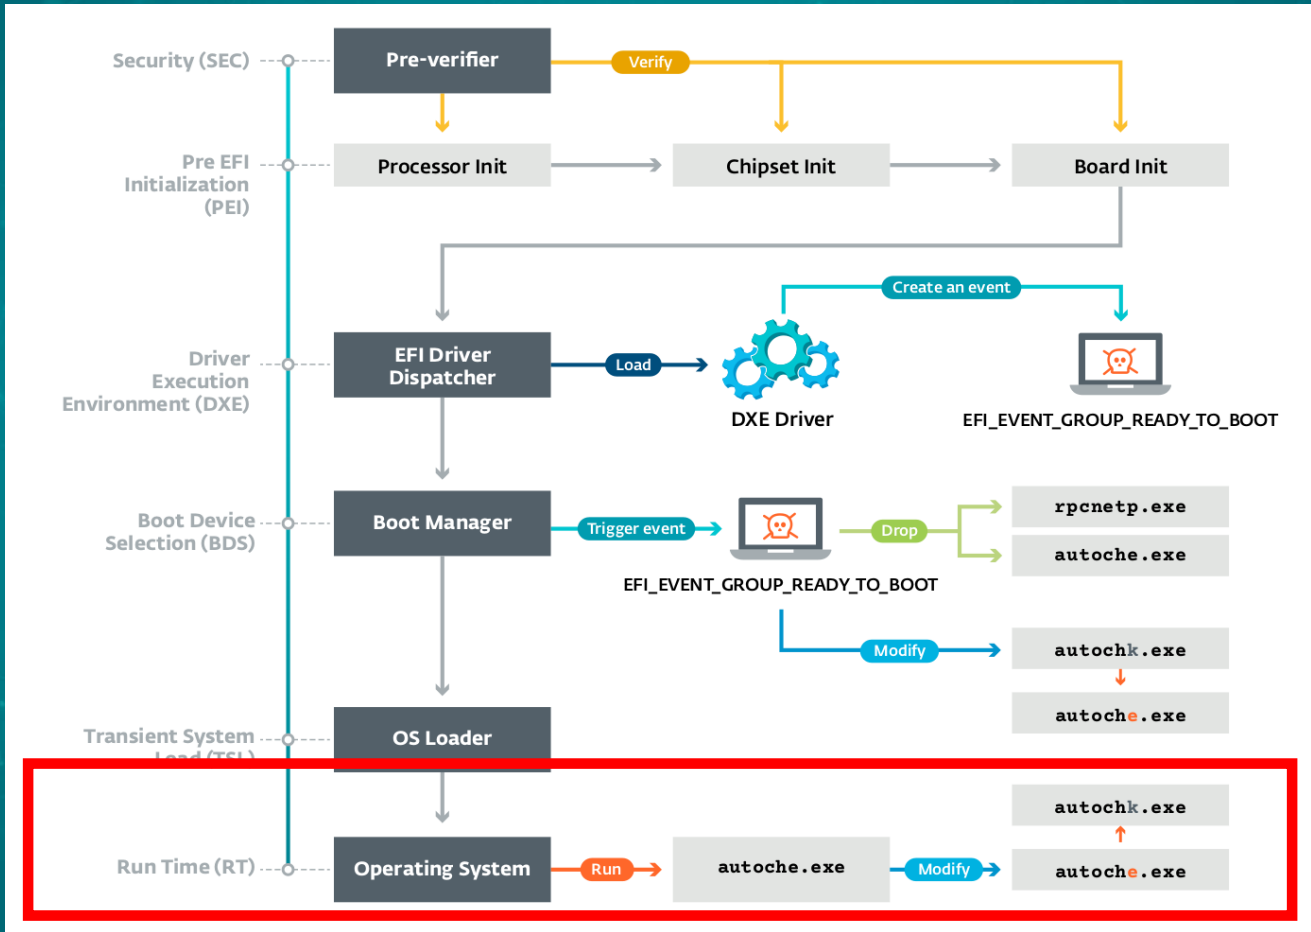 Security (SEC)
Pre-verifier
Verify
Pre EFI
Initialization
(PEI)
Processor Init
Chipset Init
Board Init
Create an event
Driver
Execution
Environment (DXE)
EFI Driver
Dispatcher
Load
DXE Driver
EFI_EVENT_GROUP_READY_TO_BOOT
Boot Device
Selection (BDS)
Boot Manager
Trigger event
EFI_EVENT_GROUP_READY_TO_BOOT
Drop
rpcnetp.exe
autoche.exe
Modify
autochk.exe
autoche.exe
Transient System
Load (TSL)
OS Loader
Run Time (RT)
Operating System
Run
autoche.exe
Modify
autochk.exe
autoche.exe